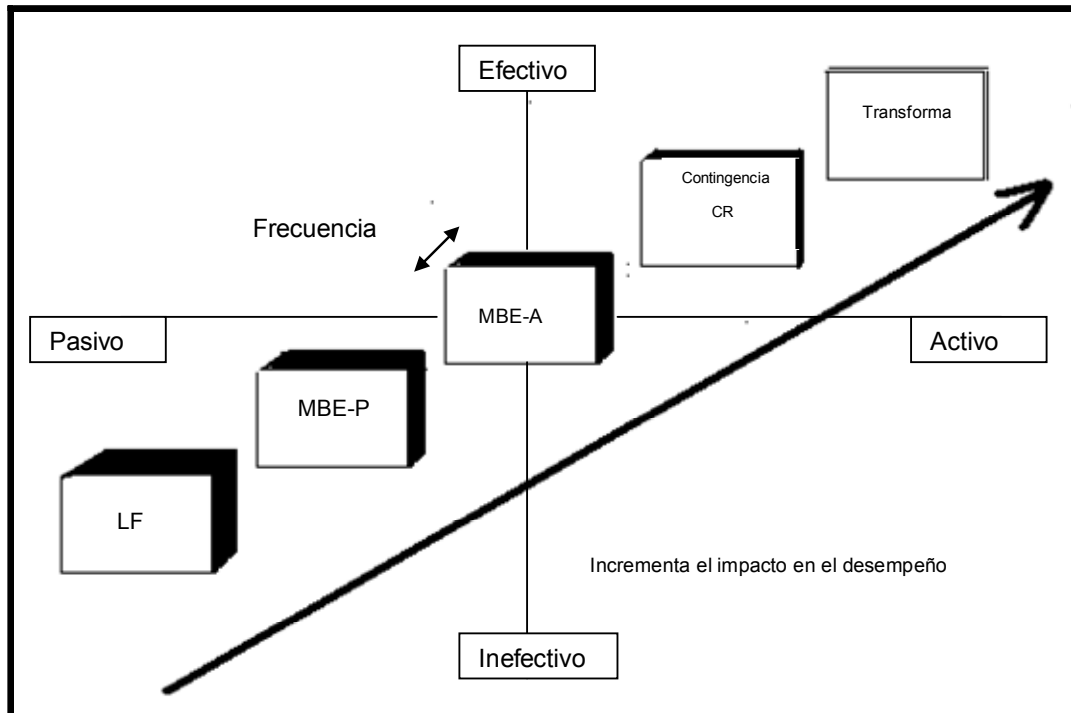 Efectivo
Transforma
Contingencia
CR
Frecuencia
MBE-A
Pasivo
Activo
MBE-P
LF
Incrementa el impacto en el desempeño
Inefectivo